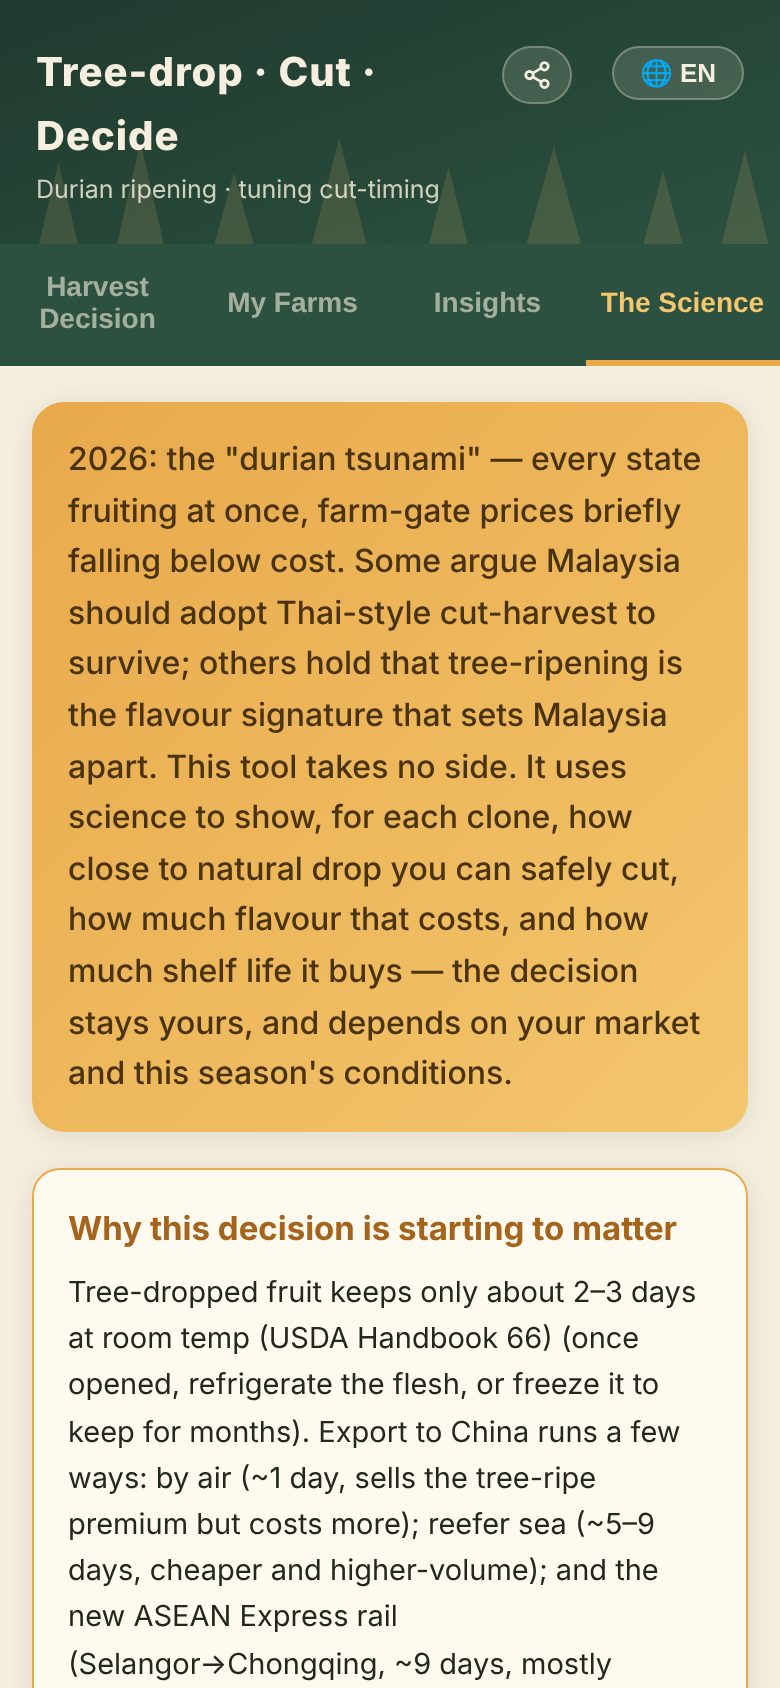 Tree-drop · Cut ·
Decide
Durian ripening · tuning cut-timing
🌐 EN
Harvest
Decision
My Farms
Insights
The Science
2026: the "durian tsunami" — every state
fruiting at once, farm-gate prices briefly
falling below cost. Some argue Malaysia
should adopt Thai-style cut-harvest to
survive; others hold that tree-ripening is
the flavour signature that sets Malaysia
apart. This tool takes no side. It uses
science to show, for each clone, how
close to natural drop you can safely cut,
how much flavour that costs, and how
much shelf life it buys — the decision
stays yours, and depends on your market
and this season's conditions.
Why this decision is starting to matter
Tree-dropped fruit keeps only about 2–3 days
at room temp (USDA Handbook 66) (once
opened, refrigerate the flesh, or freeze it to
keep for months). Export to China runs a few
ways: by air (~1 day, sells the tree-ripe
premium but costs more); reefer sea (~5–9
days, cheaper and higher-volume); and the
new ASEAN Express rail
(Selangor→Chongqing, ~9 days, mostly